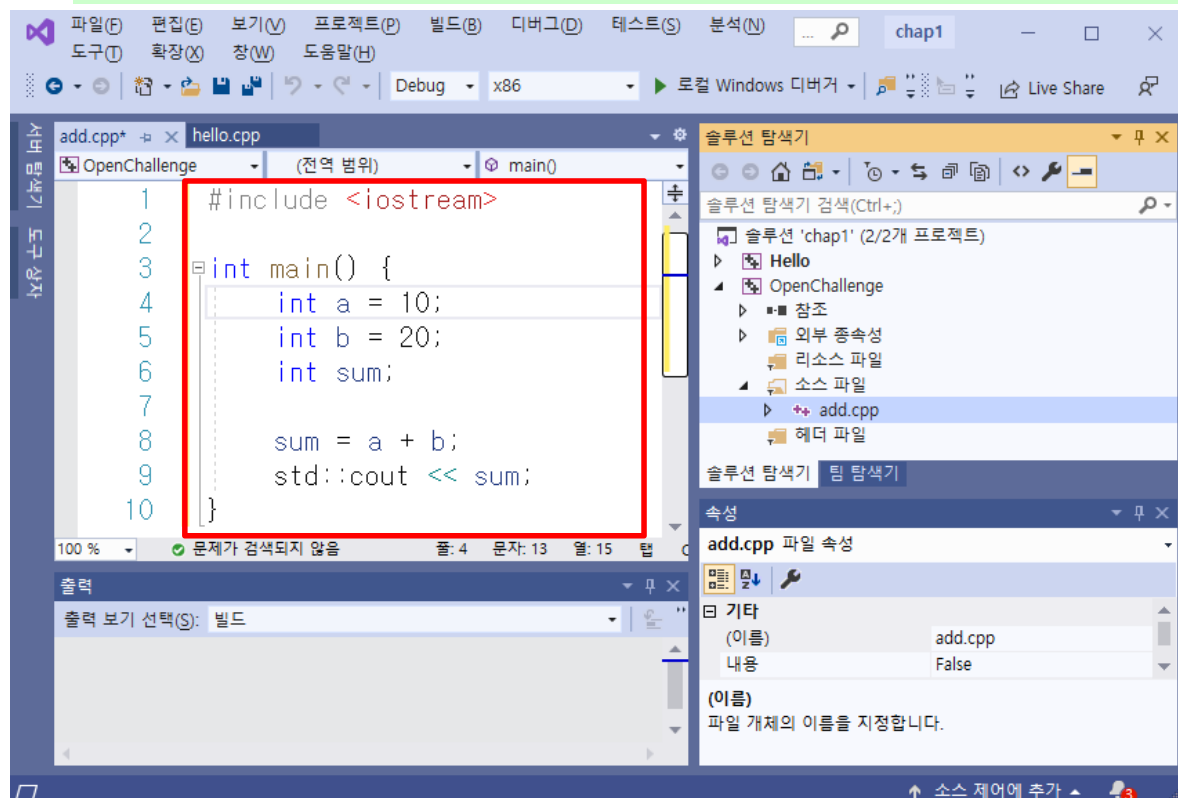 파일(F) 편집(E) 보기(V) 프로젝트(P) 빌드(B) 디버그(D) 테스트(S) 분석(N) ... chap1
도구(T) 확장(X) 창(W) 도움말(H)
Debug x86 로컬 Windows 디버거 Live Share
서버 탐색기
도구 상자
add.cpp* hello.cpp
OpenChallenge (전역 범위) main()
1 #include <iostream>
2
3 int main() {
4 int a = 10;
5 int b = 20;
6 int sum;
7
8 sum = a + b;
9 std::cout << sum;
10 }
100 % 문제가 검색되지 않음 줄: 4 문자: 13 열: 15 탭
출력
출력 보기 선택(S): 빌드
솔루션 탐색기
솔루션 탐색기 검색(Ctrl+;)
솔루션 'chap1' (2/2개 프로젝트)
Hello
OpenChallenge
참조
외부 종속성
리소스 파일
소스 파일
add.cpp
헤더 파일
솔루션 탐색기 팀 탐색기
속성
add.cpp 파일 속성
기타
(이름) add.cpp
내용 False
(이름)
파일 개체의 이름을 지정합니다.
소스 제어에 추가 3